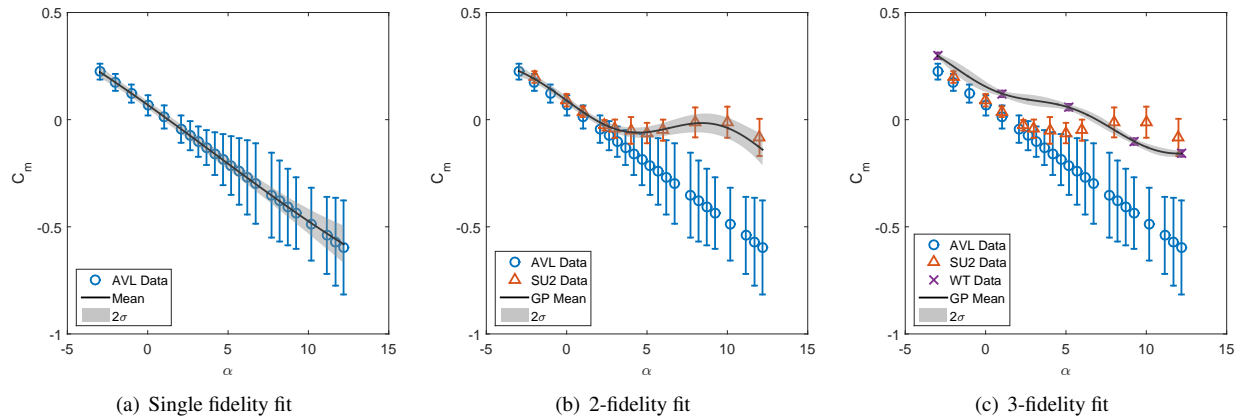 0.5
0
-0.5
-1
C_m
-5 0 5 10 15
α
AVL Data
Mean
2σ
(a) Single fidelity fit
0.5
0
-0.5
-1
C_m
-5 0 5 10 15
α
AVL Data
SU2 Data
GP Mean
2σ
(b) 2-fidelity fit
0.5
0
-0.5
-1
C_m
-5 0 5 10 15
α
AVL Data
SU2 Data
WT Data
GP Mean
2σ
(c) 3-fidelity fit